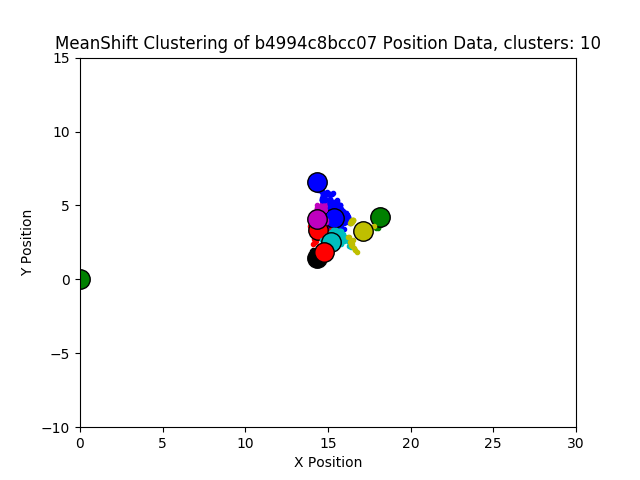 MeanShift Clustering of b4994c8bcc07 Position Data, clusters: 10
15
10
5
0
−5
−10
Y Position
0 5 10 15 20 25 30
X Position